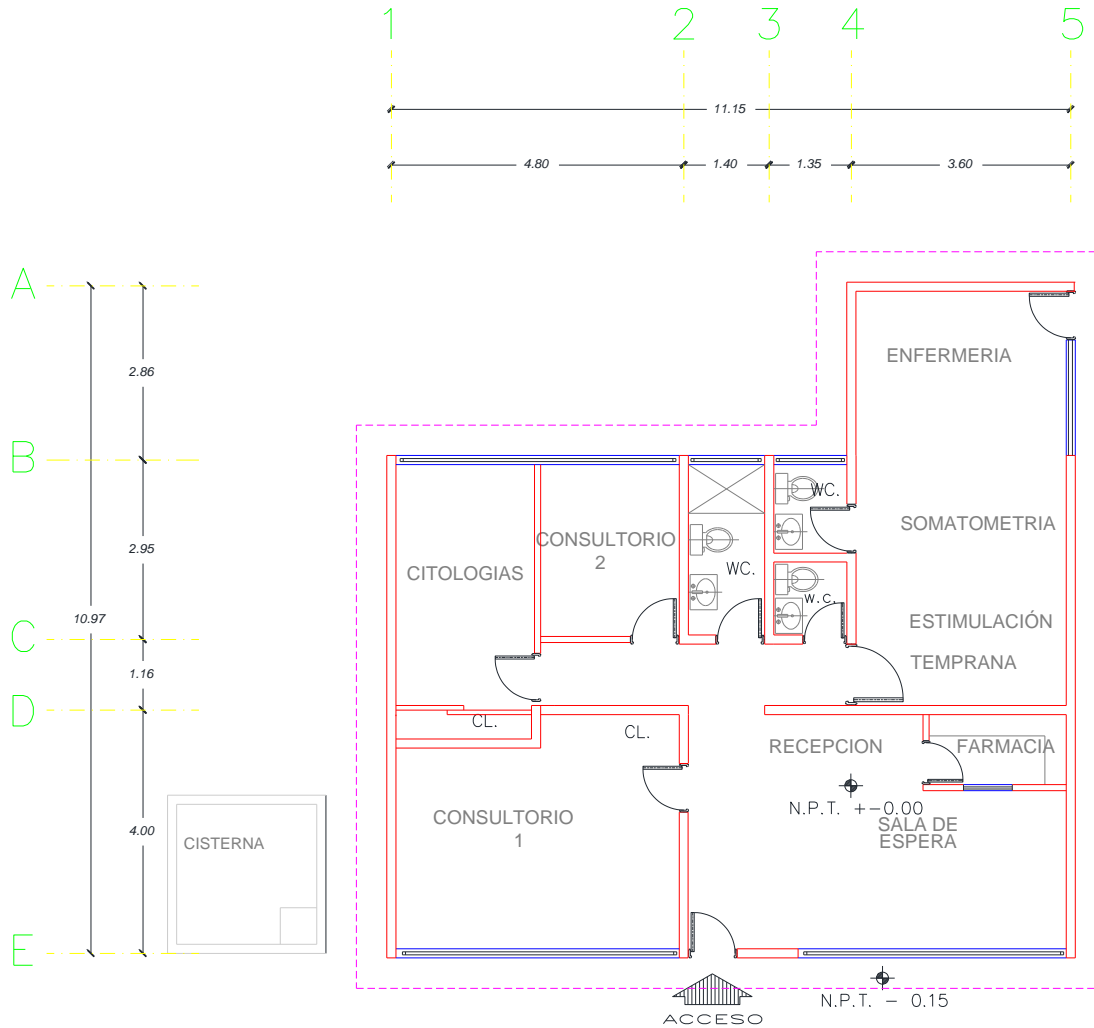 1 2 3 4 5
11.15
4.80 1.40 1.35 3.60
A
B
C
D
E
2.86
2.95
10.97
1.16
4.00
ENFERMERIA
WC.
SOMATOMETRIA
CONSULTORIO
2
CITOLOGIAS
WC.
W.C.
ESTIMULACIÓN
TEMPRANA
CL.
CL.
RECEPCION
FARMACIA
N.P.T. +-0.00
CONSULTORIO
1
SALA DE
ESPERA
CISTERNA
N.P.T. - 0.15
ACCESO